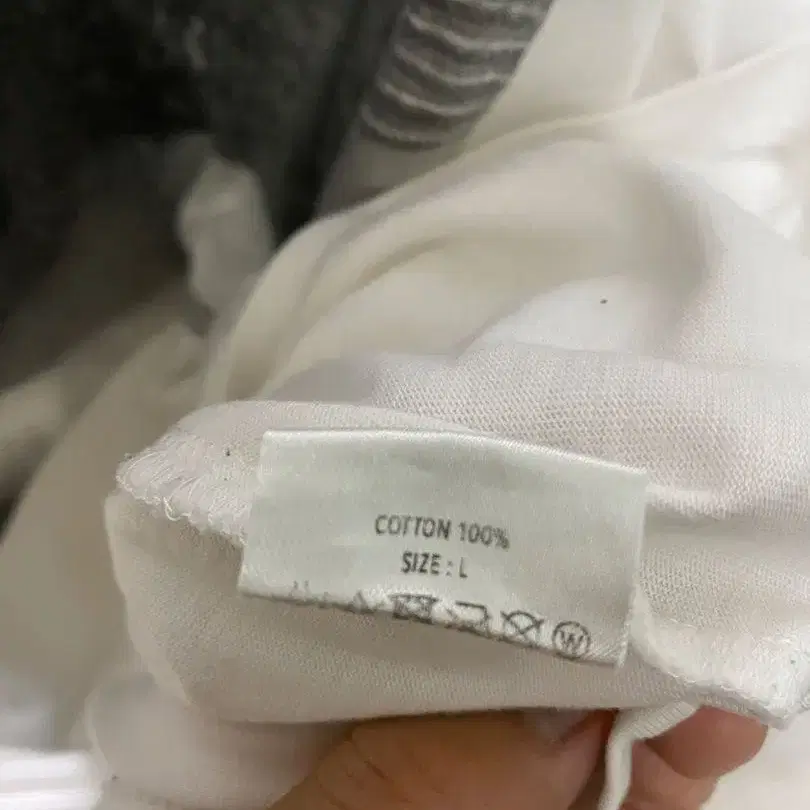 COTTON 100%
SIZE : L
W